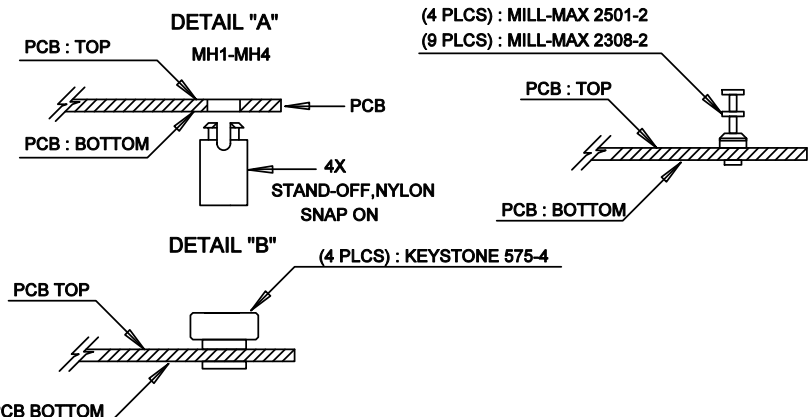 DETAIL "A"
MH1-MH4
PCB : TOP
PCB
PCB : BOTTOM
4X
STAND-OFF,NYLON
SNAP ON
(4 PLCS) : MILL-MAX 2501-2
(9 PLCS) : MILL-MAX 2308-2
PCB : TOP
PCB : BOTTOM
DETAIL "B"
(4 PLCS) : KEYSTONE 575-4
PCB TOP
PCB BOTTOM